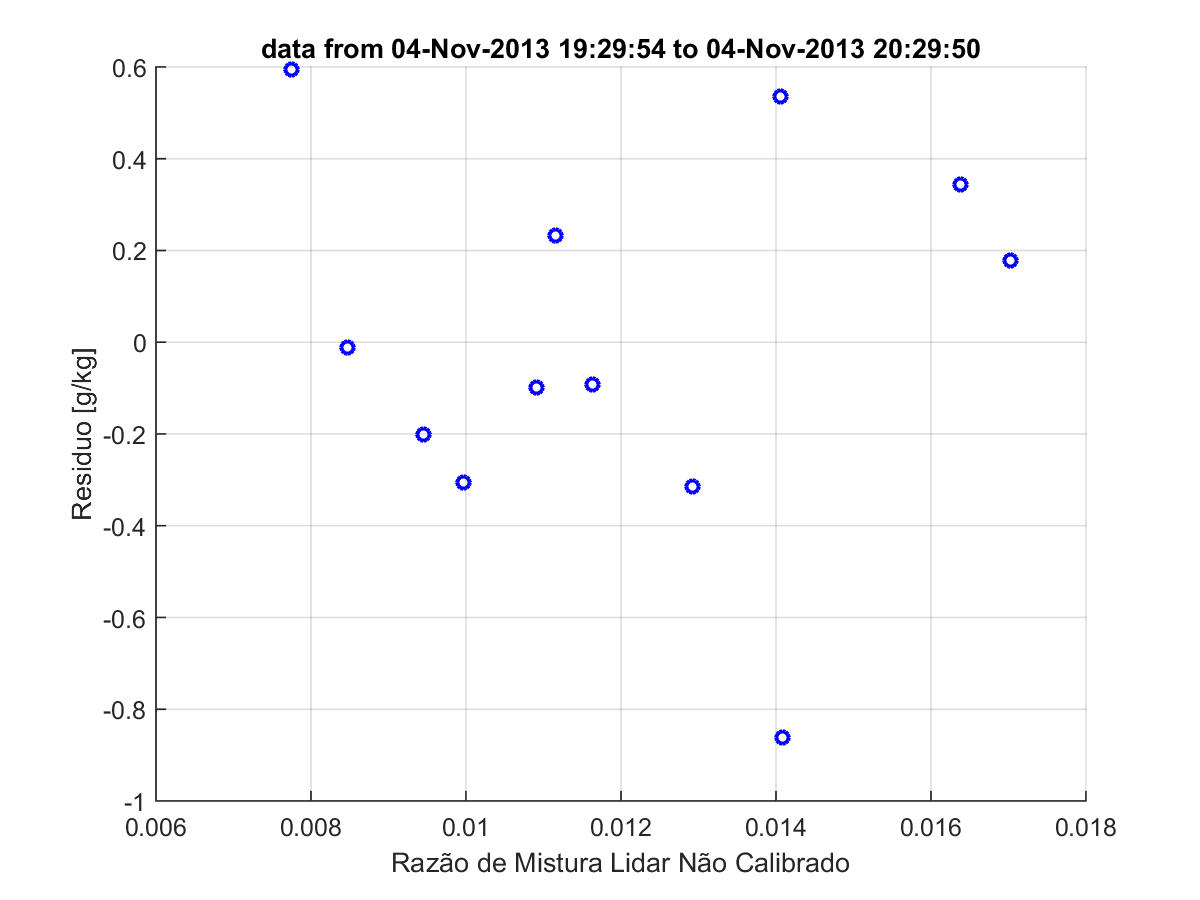 data from 04-Nov-2013 19:29:54 to 04-Nov-2013 20:29:50
0.6
0.4
0.2
0
-0.2
-0.4
-0.6
-0.8
-1
Residuo [g/kg]
0.006 0.008 0.01 0.012 0.014 0.016 0.018
Razão de Mistura Lidar Não Calibrado